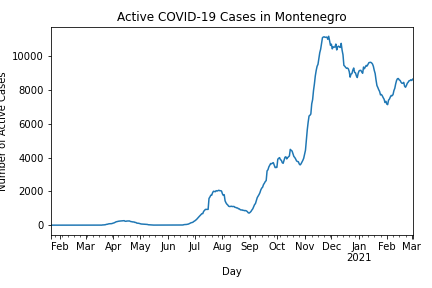 Active COVID-19 Cases in Montenegro
Number of Active Cases
10000
8000
6000
4000
2000
0
Feb Mar Apr May Jun Jul Aug Sep Oct Nov Dec Jan Feb Mar
2021
Day